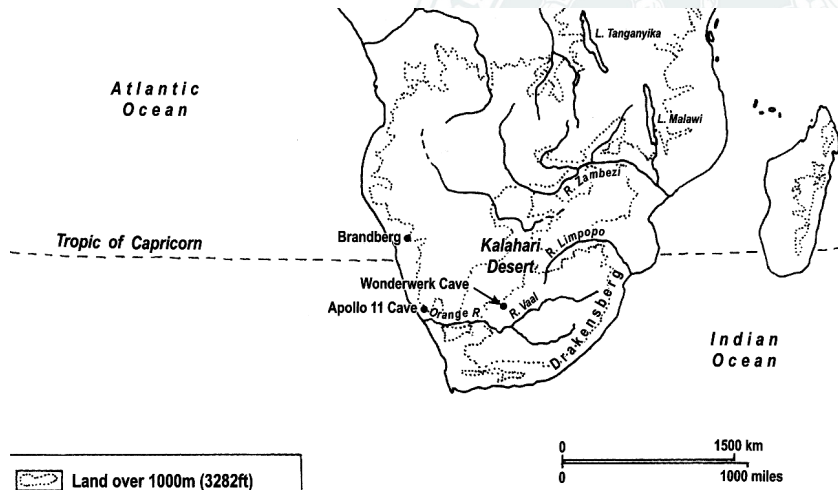 L. Tanganyika
Atlantic
Ocean
L. Malawi
R. Zambezi
Brandberg
Tropic of Capricorn
Kalahari
Desert
R. Limpopo
Wonderwerk Cave
Apollo 11 Cave
Orange R.
R. Vaal
Drakensberg
Indian
Ocean
0 1500 km
0 1000 miles
Land over 1000m (3282ft)